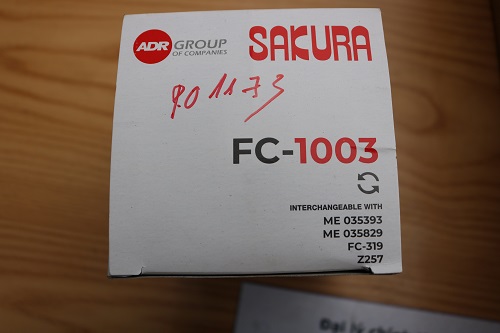 ADR GROUP
OF COMPANIES
SAKURA
901173
FC-1003
INTERCHANGEABLE WITH
ME 035393
ME 035829
FC-319
Z257